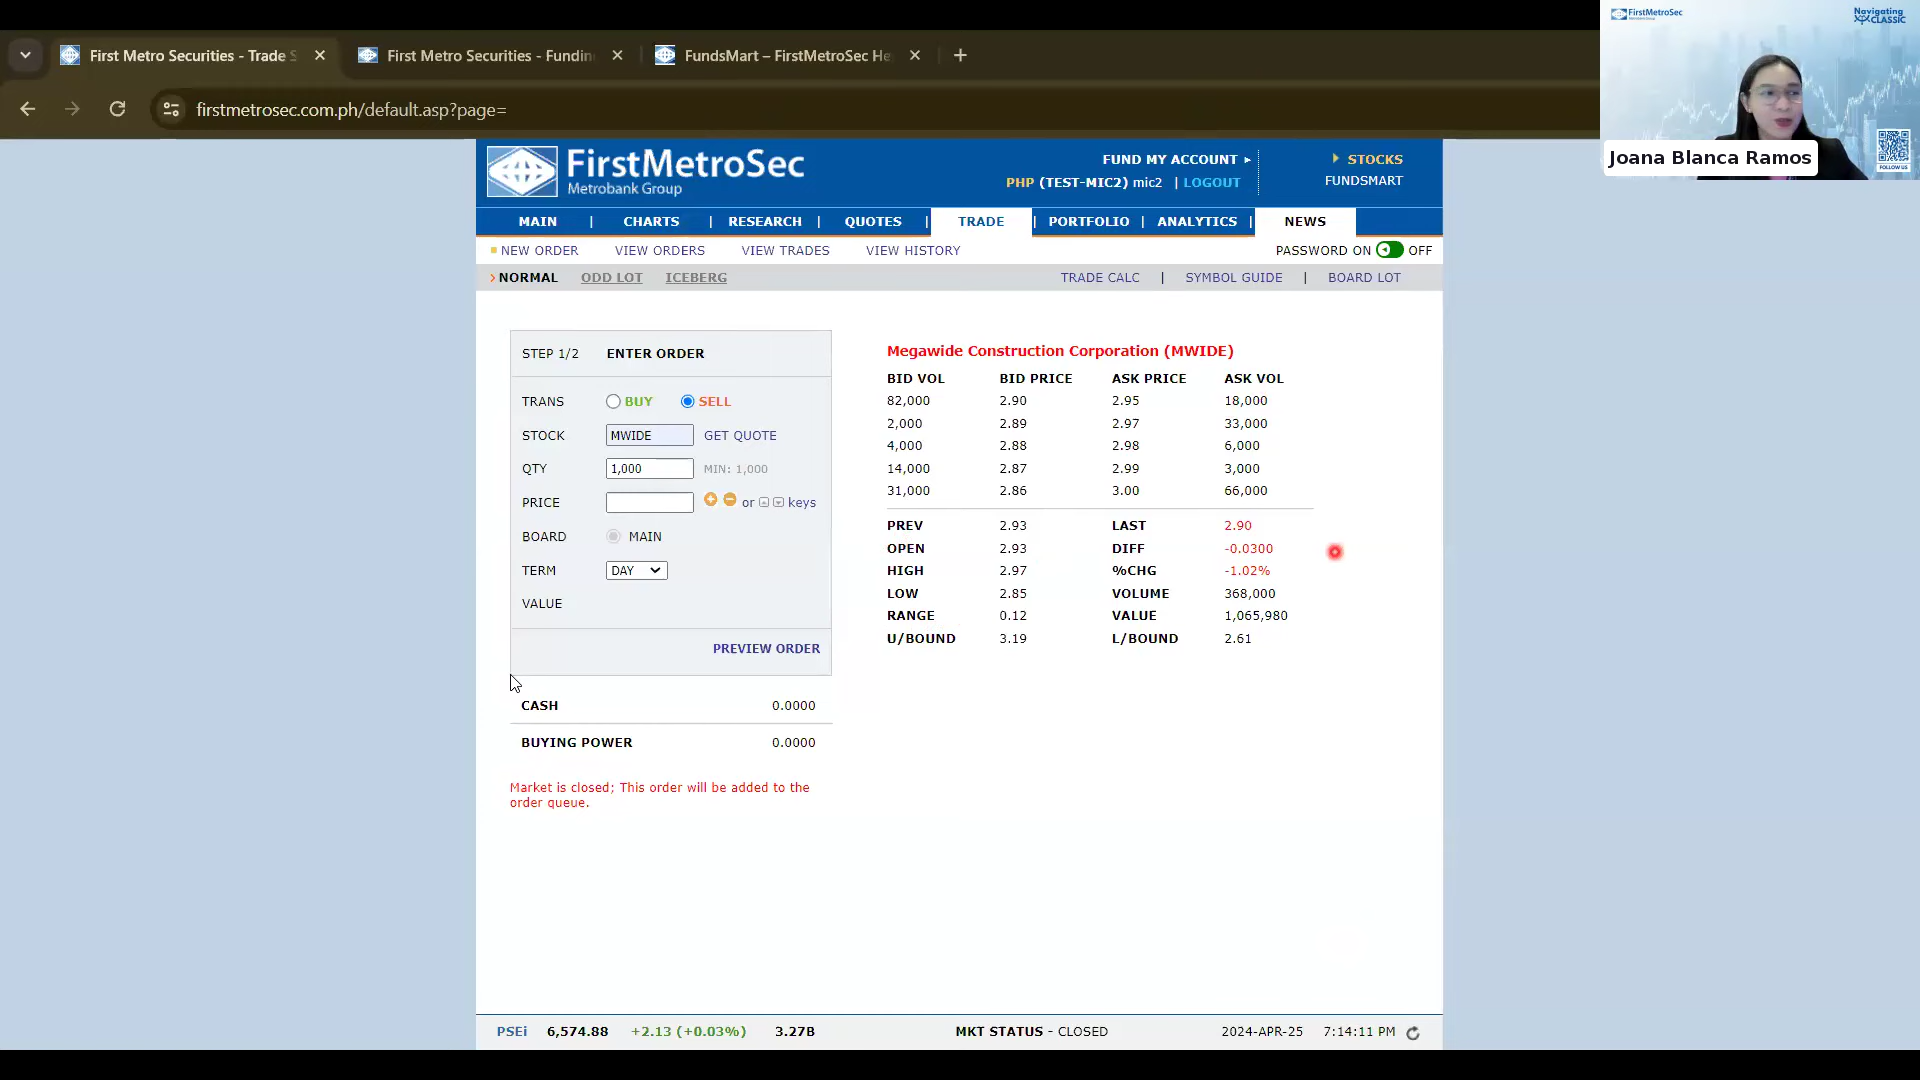 First Metro Securities - Trade S
First Metro Securities - Fundin
FundsMart – FirstMetroSec He
firstmetrosec.com.ph/default.asp?page=
FirstMetroSec
Navigating
CLASSIC
FOLLOW US
Joana Blanca Ramos
FirstMetroSec
Metrobank Group
FUND MY ACCOUNT
PHP (TEST-MIC2) mic2 | LOGOUT
STOCKS
FUNDSMART
MAIN | CHARTS | RESEARCH | QUOTES | TRADE | PORTFOLIO | ANALYTICS | NEWS
NEW ORDER VIEW ORDERS VIEW TRADES VIEW HISTORY PASSWORD ON OFF
NORMAL ODD LOT ICEBERG TRADE CALC | SYMBOL GUIDE | BOARD LOT
STEP 1/2 ENTER ORDER
TRANS BUY SELL
STOCK MWIDE GET QUOTE
QTY 1,000 MIN: 1,000
PRICE or keys
BOARD MAIN
TERM DAY
VALUE
PREVIEW ORDER
CASH 0.0000
BUYING POWER 0.0000
Market is closed; This order will be added to the
order queue.
Megawide Construction Corporation (MWIDE)
BID VOL BID PRICE ASK PRICE ASK VOL
82,000 2.90 2.95 18,000
2,000 2.89 2.97 33,000
4,000 2.88 2.98 6,000
14,000 2.87 2.99 3,000
31,000 2.86 3.00 66,000
PREV 2.93 LAST 2.90
OPEN 2.93 DIFF -0.0300
HIGH 2.97 %CHG -1.02%
LOW 2.85 VOLUME 368,000
RANGE 0.12 VALUE 1,065,980
U/BOUND 3.19 L/BOUND 2.61
PSEi 6,574.88 +2.13 (+0.03%) 3.27B MKT STATUS - CLOSED 2024-APR-25 7:14:11 PM